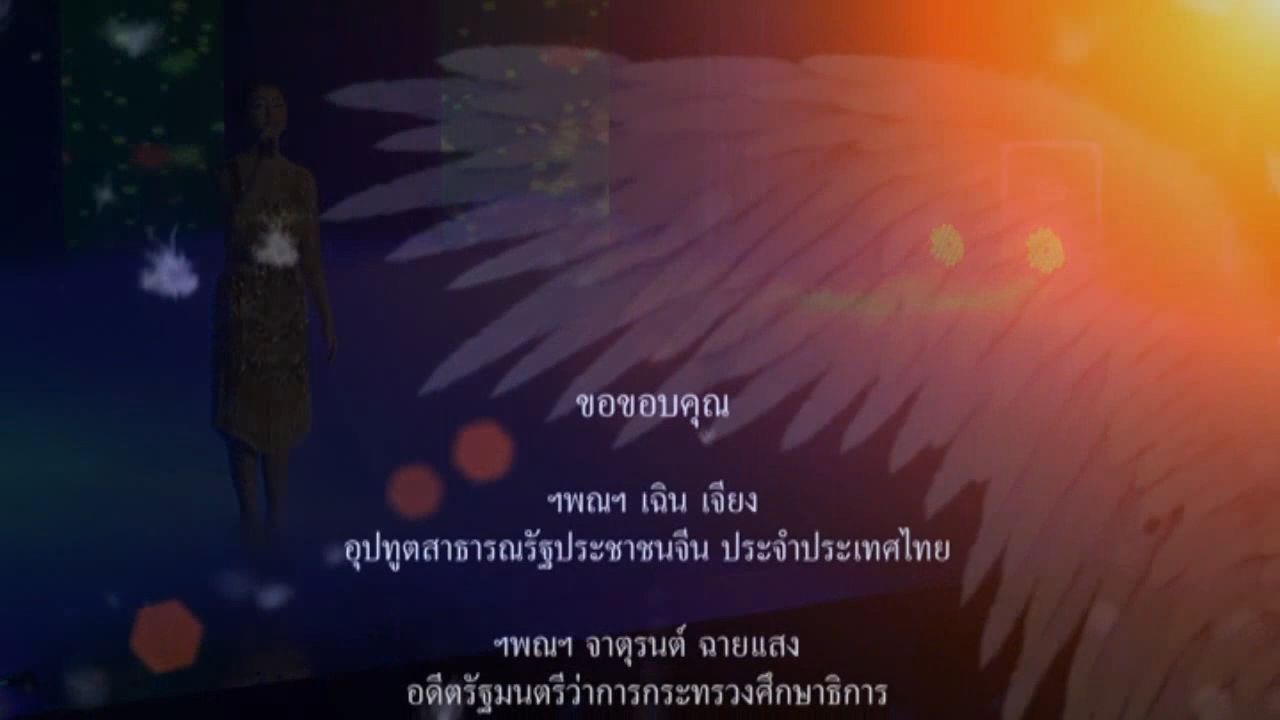 ขอขอบคุณ
ฯพณฯ เฉิน เจียง
อุปทูตสาธารณรัฐประชาชนจีน ประจำประเทศไทย
ฯพณฯ จาตุรนต์ ฉายแสง
อดีตรัฐมนตรีว่าการกระทรวงศึกษาธิการ